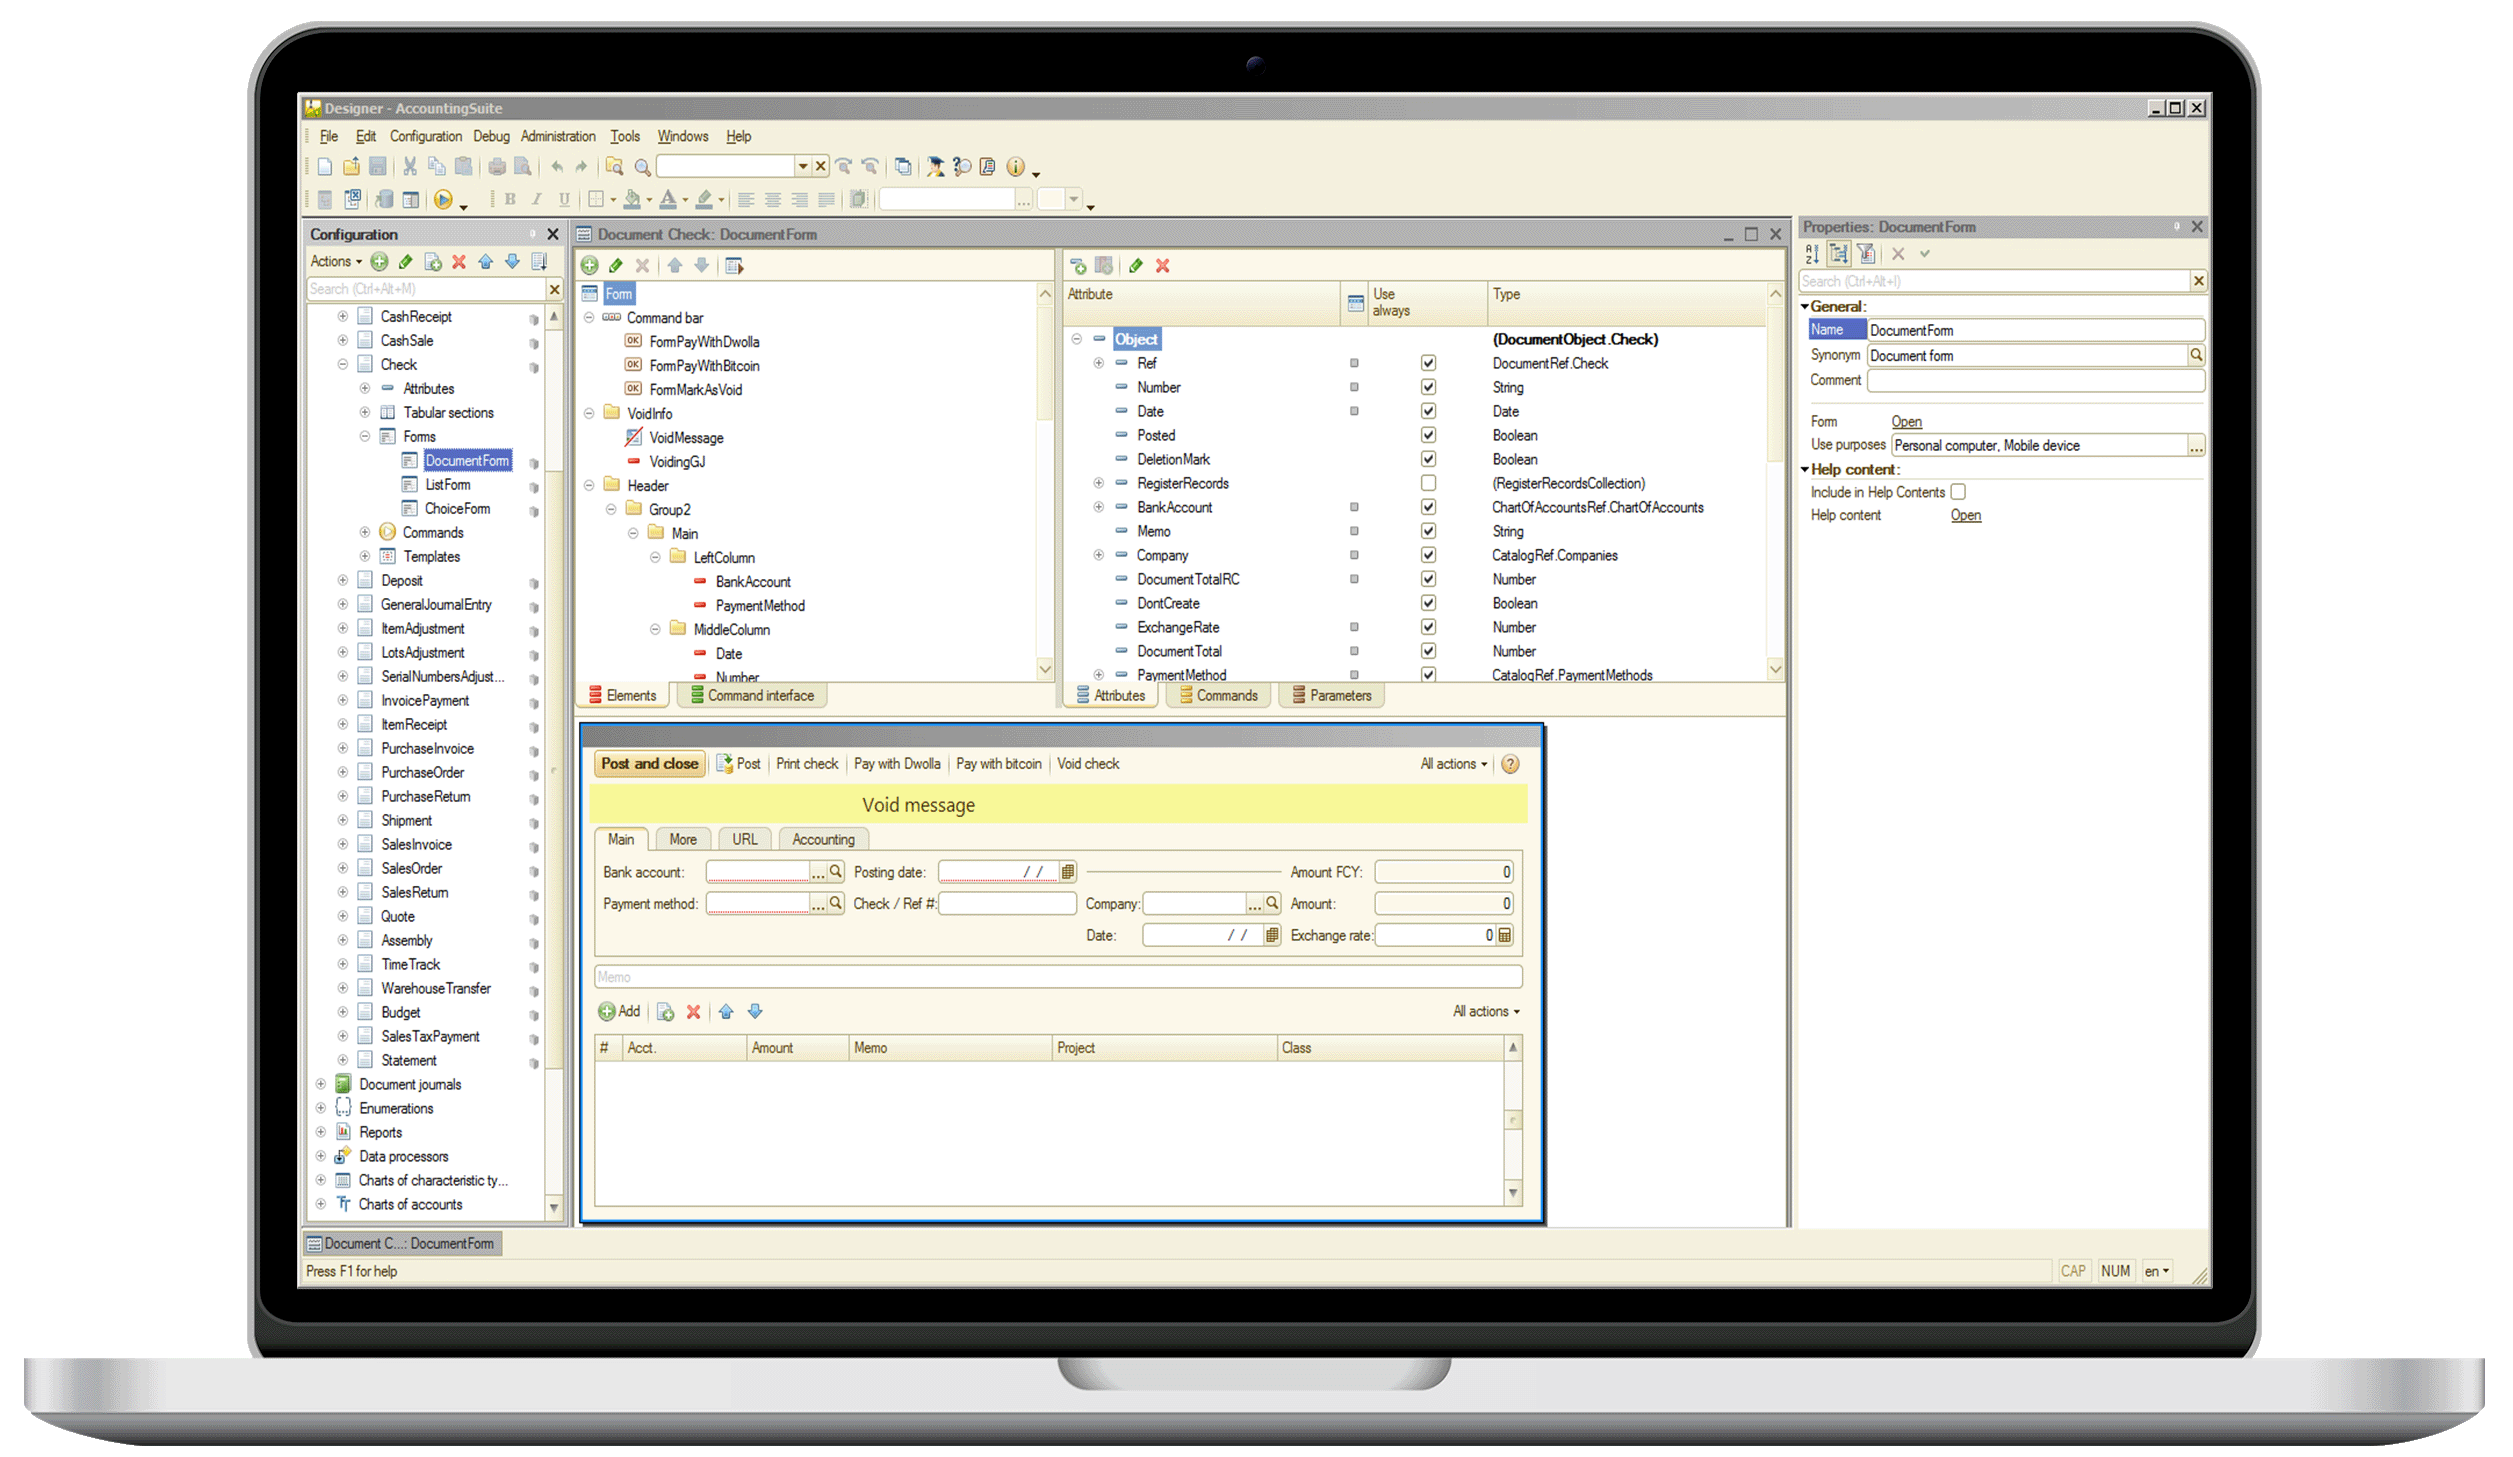 Designer - AccountingSuite
File Edit Configuration Debug Administration Tools Windows Help
B I U A
Configuration
Actions
Search (Ctrl+Alt+M)
CashReceipt
CashSale
Check
Attributes
Tabular sections
Forms
DocumentForm
ListForm
ChoiceForm
Commands
Templates
Deposit
GeneralJournalEntry
ItemAdjustment
LotsAdjustment
SerialNumbersAdjust...
InvoicePayment
ItemReceipt
PurchaseInvoice
PurchaseOrder
PurchaseReturn
Shipment
SalesInvoice
SalesOrder
SalesReturn
Quote
Assembly
TimeTrack
WarehouseTransfer
Budget
SalesTaxPayment
Statement
Document journals
Enumerations
Reports
Data processors
Charts of characteristic ty...
Charts of accounts
Document Check: DocumentForm
Form
Command bar
OK FormPayWithDwolla
OK FormPayWithBitcoin
OK FormMarkAsVoid
VoidInfo
VoidMessage
VoidingGJ
Header
Group2
Main
LeftColumn
BankAccount
PaymentMethod
MiddleColumn
Date
Number
Elements Command interface
Attribute Use always Type
Object (DocumentObject.Check)
Ref DocumentRef.Check
Number String
Date Date
Posted Boolean
DeletionMark Boolean
RegisterRecords (RegisterRecordsCollection)
BankAccount ChartOfAccountsRef.ChartOfAccounts
Memo String
Company CatalogRef.Companies
DocumentTotalRC Number
DontCreate Boolean
ExchangeRate Number
DocumentTotal Number
PaymentMethod CatalogRef.PaymentMethods
Attributes Commands Parameters
Post and close Post Print check Pay with Dwolla Pay with bitcoin Void check All actions ?
Void message
Main More URL Accounting
Bank account: ... Posting date: / / Amount FCY: 0
Payment method: ... Check / Ref #: Company: ... Amount: 0
Date: / / Exchange rate: 0
Memo
Add All actions
# Acct. Amount Memo Project Class
Properties: DocumentForm
Search (Ctrl+Alt+I)
General:
Name DocumentForm
Synonym Document form
Comment
Form Open
Use purposes Personal computer, Mobile device ...
Help content:
Include in Help Contents
Help content Open
Document C...: DocumentForm
Press F1 for help CAP NUM en